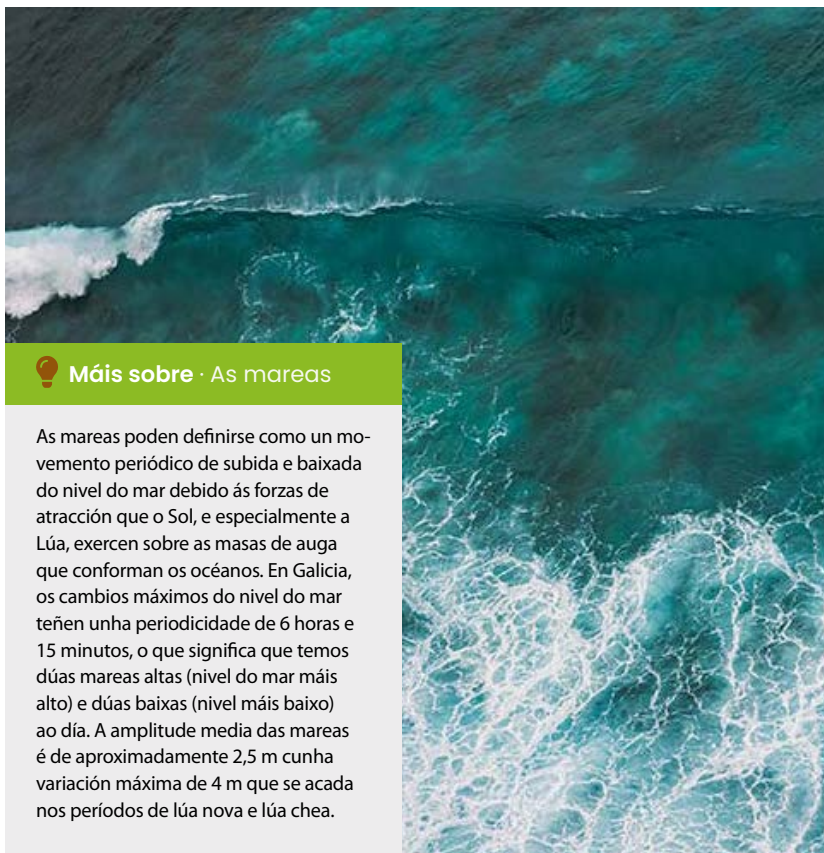 Máis sobre · As mareas
As mareas poden definirse como un mo-
vemento periódico de subida e baixada
do nivel do mar debido ás forzas de
atracción que o Sol, e especialmente a
Lúa, exercen sobre as masas de auga
que conforman os océanos. En Galicia,
os cambios máximos do nivel do mar
teñen unha periodicidade de 6 horas e
15 minutos, o que significa que temos
dúas mareas altas (nivel do mar máis
alto) e dúas baixas (nivel máis baixo)
ao día. A amplitude media das mareas
é de aproximadamente 2,5 m cunha
variación máxima de 4 m que se acada
nos períodos de lúa nova e lúa chea.